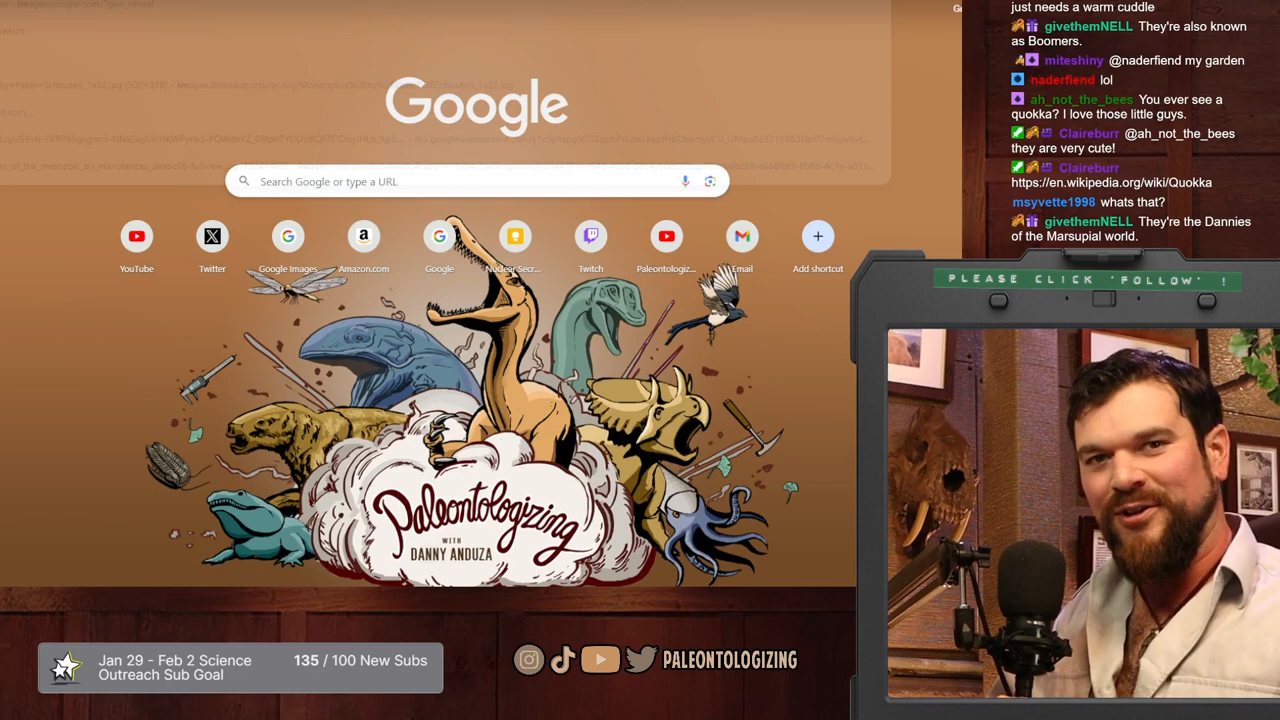 just needs a warm cuddle
givethemNELL They're also known
as Boomers.
miteshiny @naderfiend my garden
naderfiend lol
ah_not_the_bees You ever see a
quokka? I love those little guys.
Claireburr @ah_not_the_bees
they are very cute!
Claireburr
https://en.wikipedia.org/wiki/Quokka
msyvette1998 whats that?
givethemNELL They're the Dannies
of the Marsupial world.
Google
Search Google or type a URL
YouTube
Twitter
Google Images
Amazon.com
Google
Nuclear Secr...
Twitch
Paleontologiz...
Email
Add shortcut
PLEASE CLICK 'FOLLOW' !
Paleontologizing
WITH
DANNY ANDUZA
Jan 29 - Feb 2 Science
Outreach Sub Goal
135 / 100 New Subs
PALEONTOLOGIZING